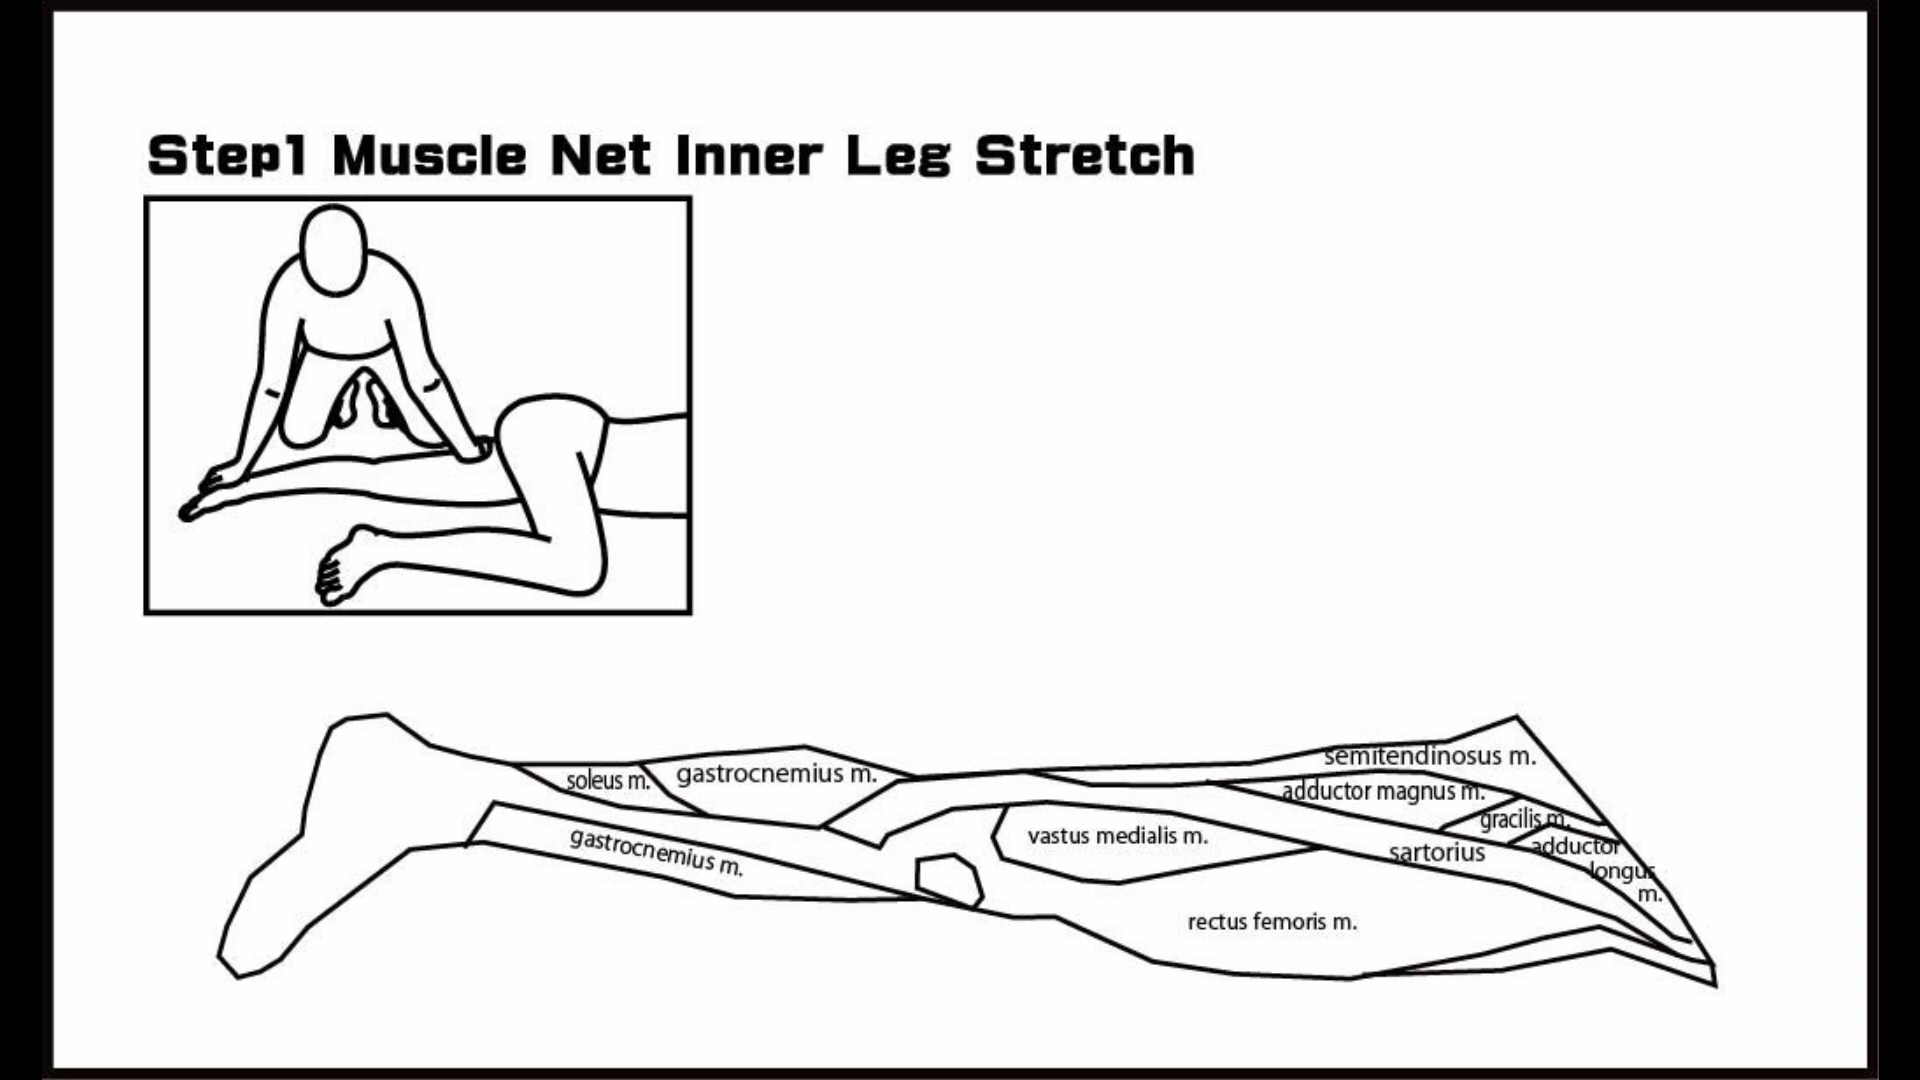 Step1 Muscle Net Inner Leg Stretch
semitendinosus m.
soleus m.
gastrocnemius m.
adductor magnus m.
gracilis m.
gastrocnemius m.
vastus medialis m.
sartorius
adductor
longus
m.
rectus femoris m.